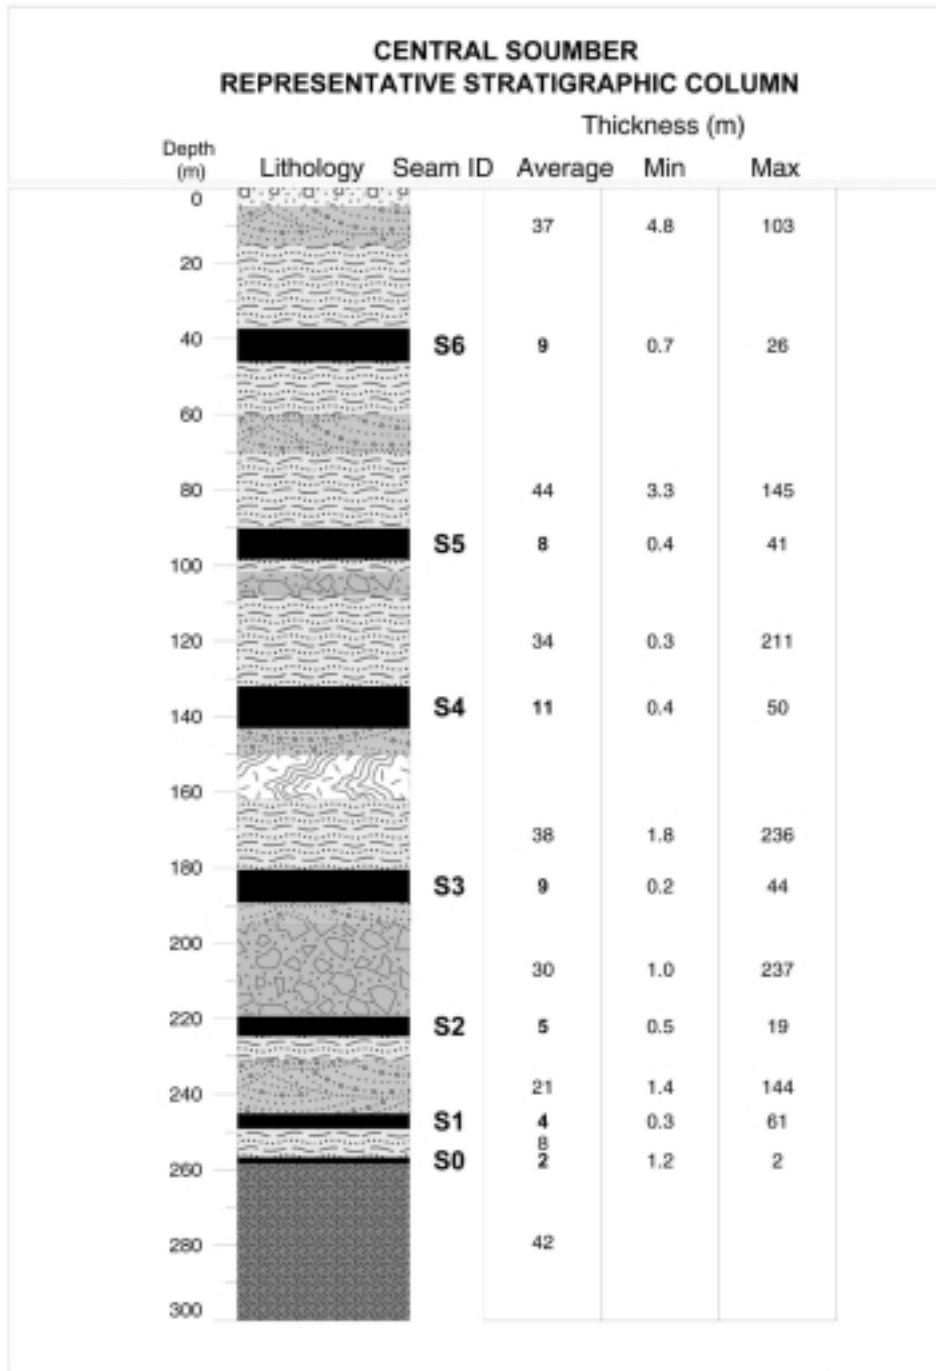 CENTRAL SOUMBER
REPRESENTATIVE STRATIGRAPHIC COLUMN
Thickness (m)
Depth
(m) Lithology Seam ID Average Min Max
0
37 4.8 103
20
40 S6 9 0.7 26
60
80 44 3.3 145
S5 8 0.4 41
100
120 34 0.3 211
140 S4 11 0.4 50
160
38 1.8 236
180
S3 9 0.2 44
200
30 1.0 237
220 S2 5 0.5 19
21 1.4 144
240
S1 4 0.3 61
8
S0 2 1.2 2
260
280 42
300